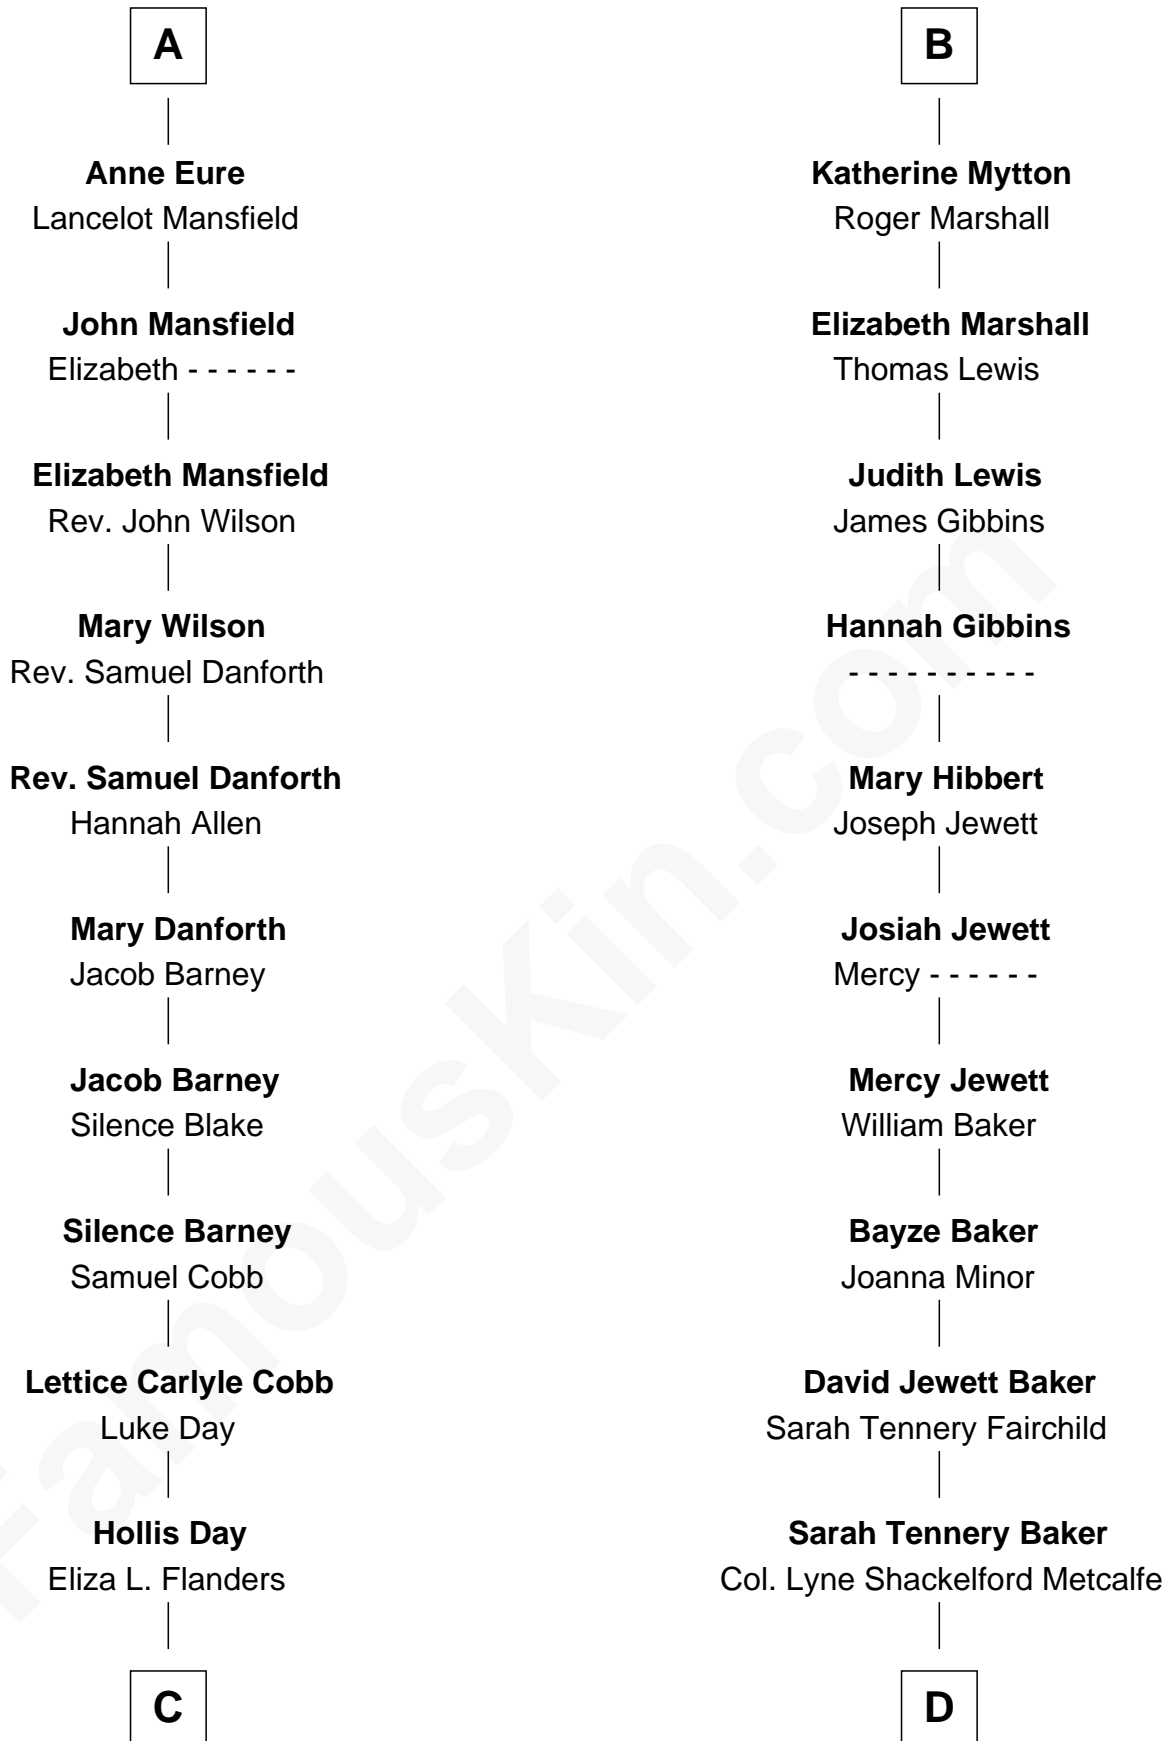 A
Anne Eure
Lancelot Mansfield
John Mansfield
Elizabeth - - - - - -
Elizabeth Mansfield
Rev. John Wilson
Mary Wilson
Rev. Samuel Danforth
Rev. Samuel Danforth
Hannah Allen
Mary Danforth
Jacob Barney
Jacob Barney
Silence Blake
Silence Barney
Samuel Cobb
Lettice Carlyle Cobb
Luke Day
Hollis Day
Eliza L. Flanders
C
B
Katherine Mytton
Roger Marshall
Elizabeth Marshall
Thomas Lewis
Judith Lewis
James Gibbins
Hannah Gibbins
- - - - - - - - - -
Mary Hibbert
Joseph Jewett
Josiah Jewett
Mercy - - - - - -
Mercy Jewett
William Baker
Bayze Baker
Joanna Minor
David Jewett Baker
Sarah Tennery Fairchild
Sarah Tennery Baker
Col. Lyne Shackelford Metcalfe
D
FamousKin.com